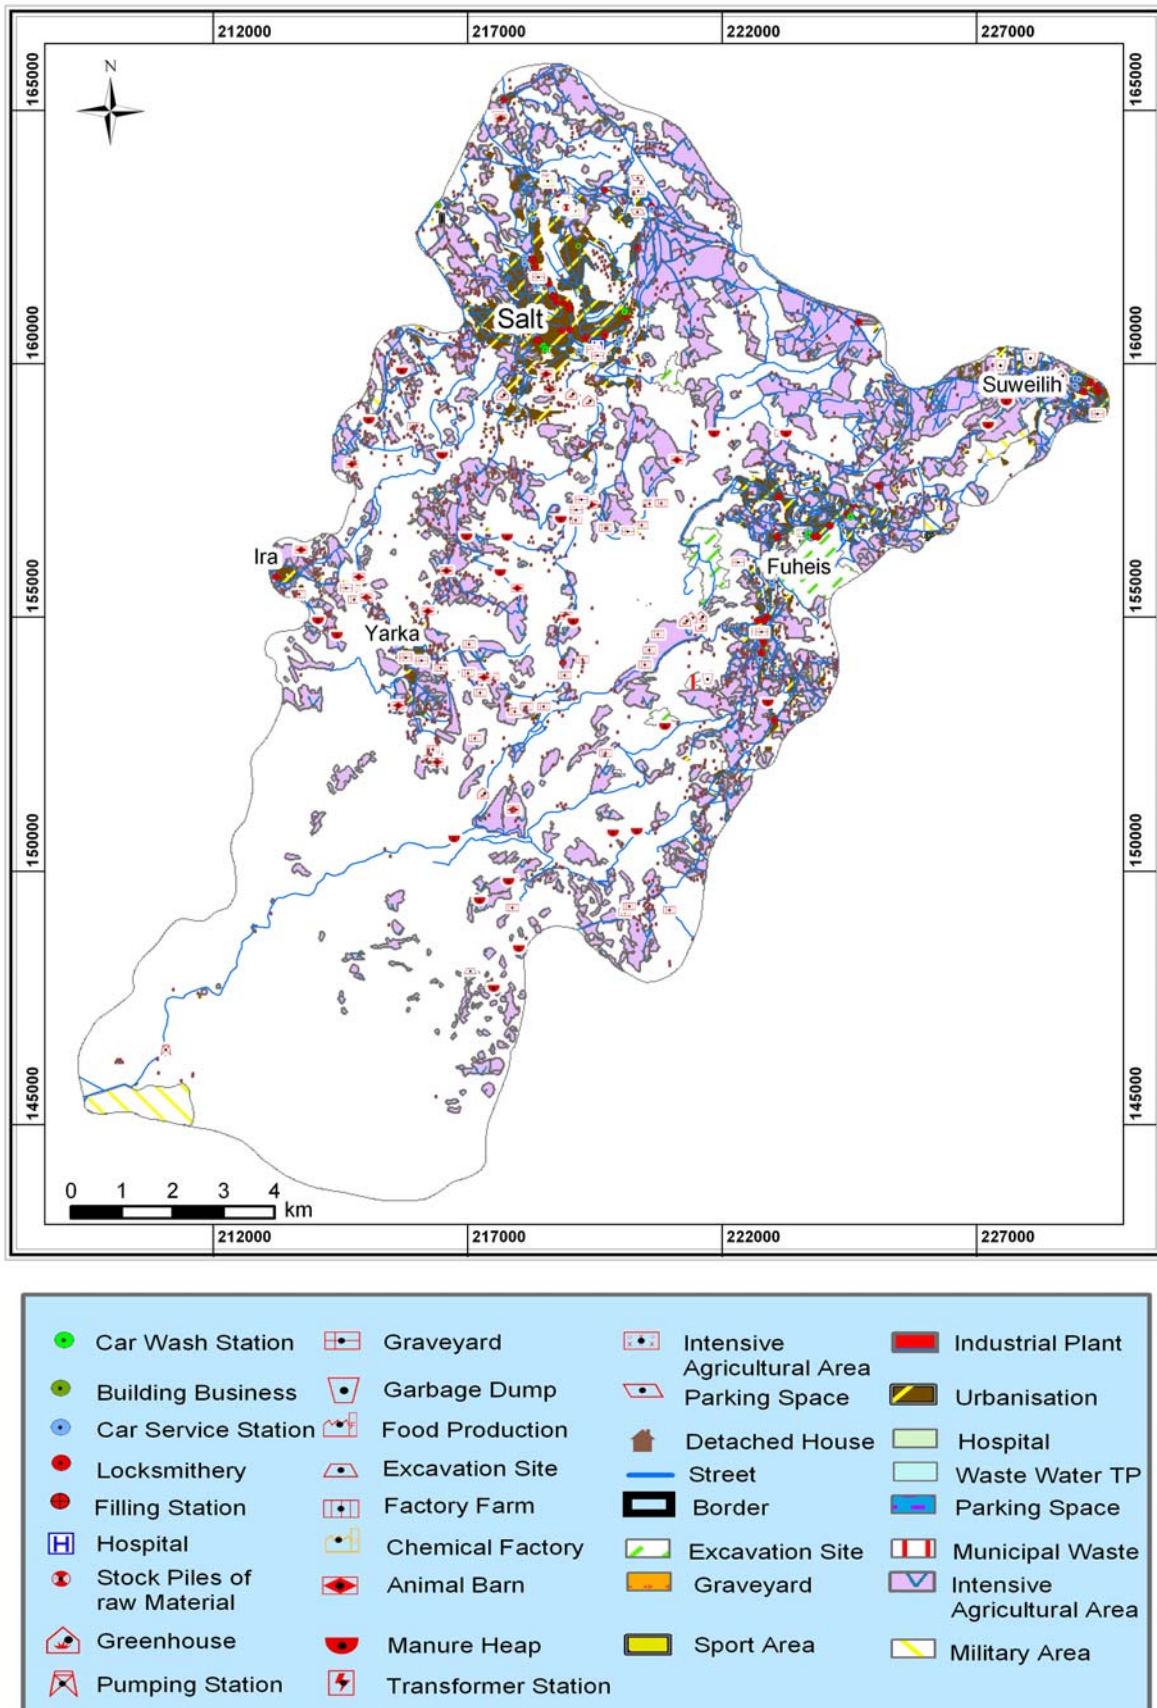 212000 217000 222000 227000
165000 165000
N
Salt
160000 160000
Suweilih
Ira
Fuheis
155000 155000
Yarka
150000 150000
145000 145000
0 1 2 3 4
km
212000 217000 222000 227000
Car Wash Station
Building Business
Car Service Station
Locksmithery
Filling Station
H Hospital
Stock Piles of
raw Material
Greenhouse
Pumping Station
Graveyard
Garbage Dump
Food Production
Excavation Site
Factory Farm
Chemical Factory
Animal Barn
Manure Heap
Transformer Station
Intensive
Agricultural Area
Parking Space
Detached House
Street
Border
Excavation Site
Graveyard
Sport Area
Industrial Plant
Urbanisation
Hospital
Waste Water TP
Parking Space
Municipal Waste
Intensive
Agricultural Area
Military Area